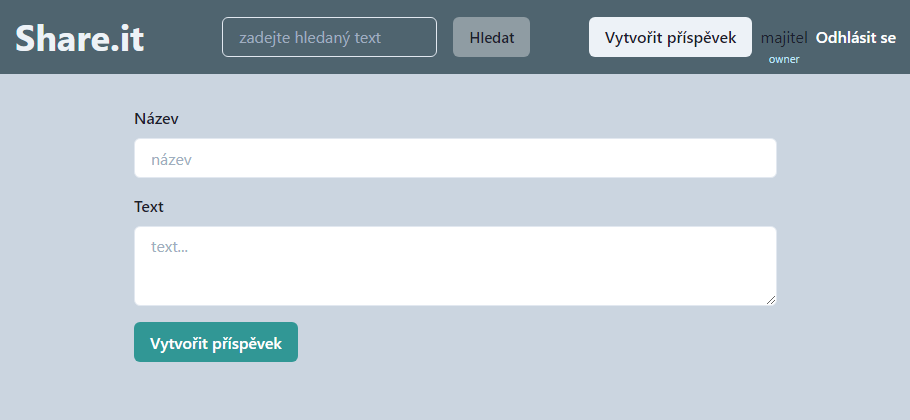 Share.it
zadejte hledaný text
Hledat
Vytvořit příspěvek
majitel
owner
Odhlásit se
Název
název
Text
text...
Vytvořit příspěvek